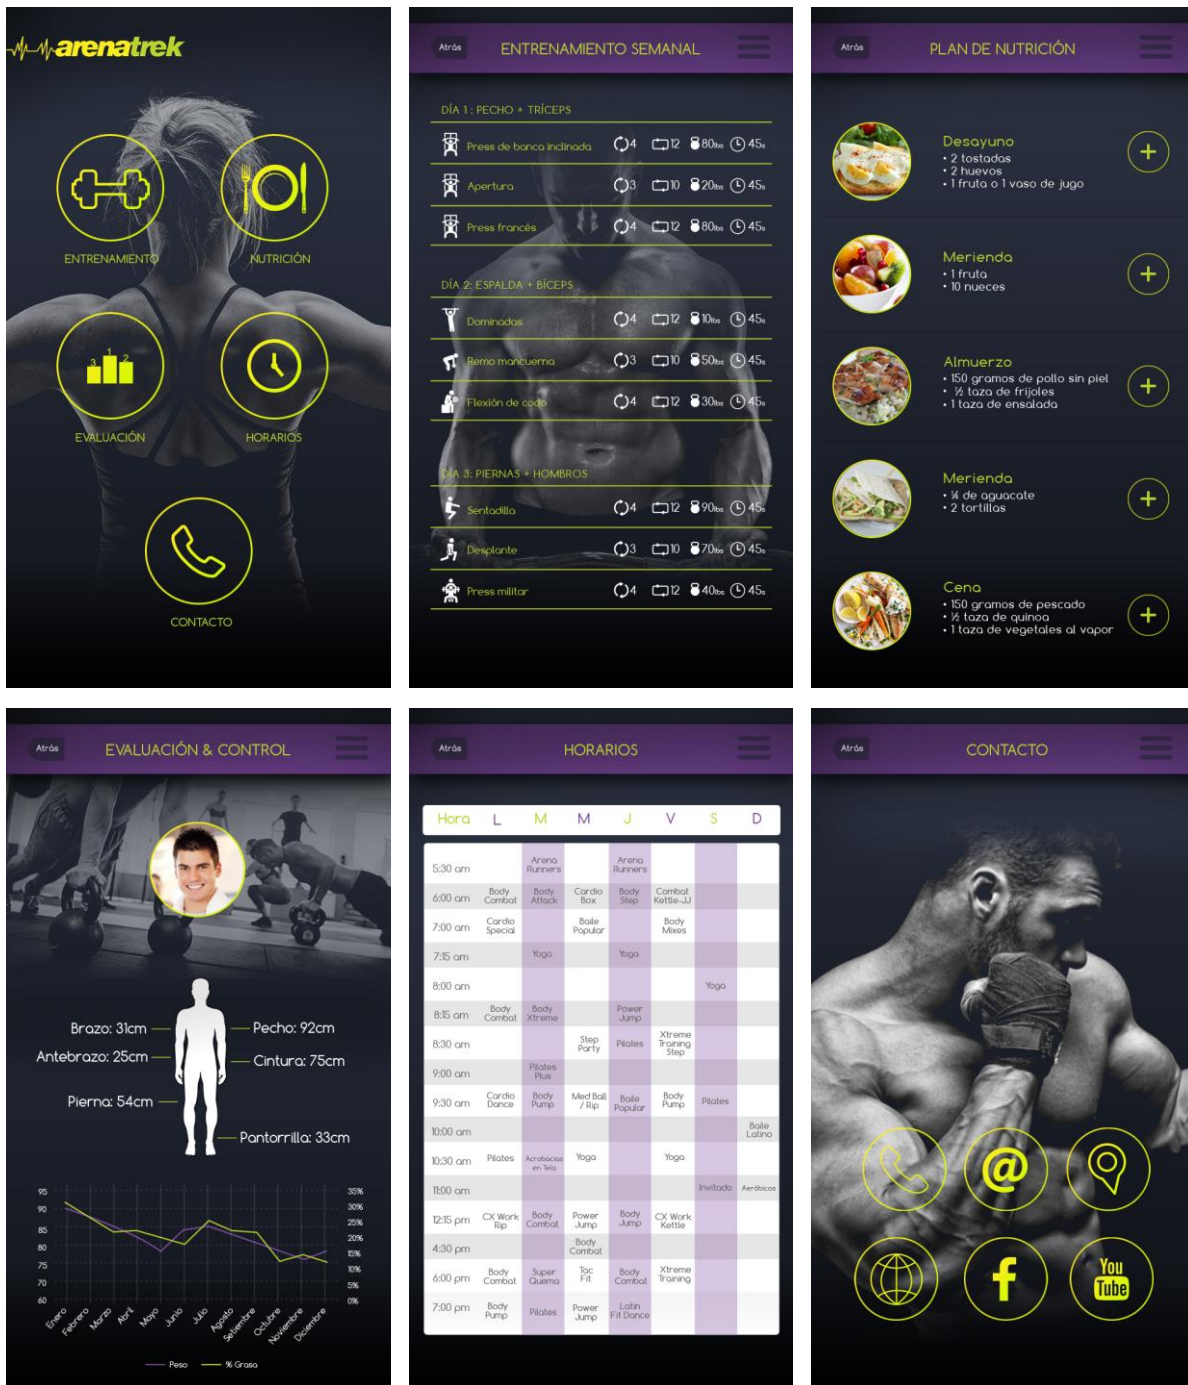 arenatrek
ENTRENAMIENTO
NUTRICIÓN
3 1 2
EVALUACIÓN
HORARIOS
CONTACTO
Atrás
ENTRENAMIENTO SEMANAL
DÍA 1: PECHO + TRÍCEPS
Press de banca inclinada 4 12 80lbs 45s
Apertura 3 10 20lbs 45s
Press francés 4 12 80lbs 45s
DÍA 2: ESPALDA + BÍCEPS
Dominadas 4 12 10lbs 45s
Remo mancuerna 3 10 50lbs 45s
Flexión de codo 4 12 30lbs 45s
DÍA 3: PIERNAS + HOMBROS
Sentadilla 4 12 90lbs 45s
Desplante 3 10 70lbs 45s
Press militar 4 12 40lbs 45s
Atrás
PLAN DE NUTRICIÓN
Desayuno
• 2 tostadas
• 2 huevos
• 1 fruta o 1 vaso de jugo
Merienda
• 1 fruta
• 10 nueces
Almuerzo
• 150 gramos de pollo sin piel
• ½ taza de frijoles
• 1 taza de ensalada
Merienda
• ¼ de aguacate
• 2 tortillas
Cena
• 150 gramos de pescado
• ½ taza de quinoa
• 1 taza de vegetales al vapor
Atrás
EVALUACIÓN & CONTROL
Brazo: 31cm
Pecho: 92cm
Antebrazo: 25cm
Cintura: 75cm
Pierna: 54cm
Pantorrilla: 33cm
95 35%
90 30%
85 25%
20%
80 15%
75 10%
70 5%
60 0%
Enero Febrero Marzo Abril Mayo Junio Julio Agosto Setiembre Octubre Noviembre Diciembre
Peso % Grasa
Atrás
HORARIOS
Hora L M M J V S D
5:30 am Arena Runners Arena Runners
6:00 am Body Combat Body Attack Cardio Box Body Step Combat Kettle-JJ
7:00 am Cardio Special Baile Popular Body Mixes
7:15 am Yoga Yoga
8:00 am Yoga
8:15 am Body Combat Body Xtreme Power Jump
8:30 am Step Party Pilates Xtreme Training Step
9:00 am Pilates Plus
9:30 am Cardio Dance Body Pump Med Ball / Rip Baile Popular Body Pump Pilates
10:00 am Baile Latino
10:30 am Pilates Acrobacias en Tela Yoga Yoga
11:00 am Invitado Aeróbicos
12:15 pm CX Work Rip Body Combat Power Jump Body Jump CX Work Kettle
4:30 pm Body Combat
6:00 pm Body Combat Super Quema Tac Fit Body Combat Xtreme Training
7:00 pm Body Pump Pilates Power Jump Latin Fit Dance
Atrás
CONTACTO
@
f
You
Tube